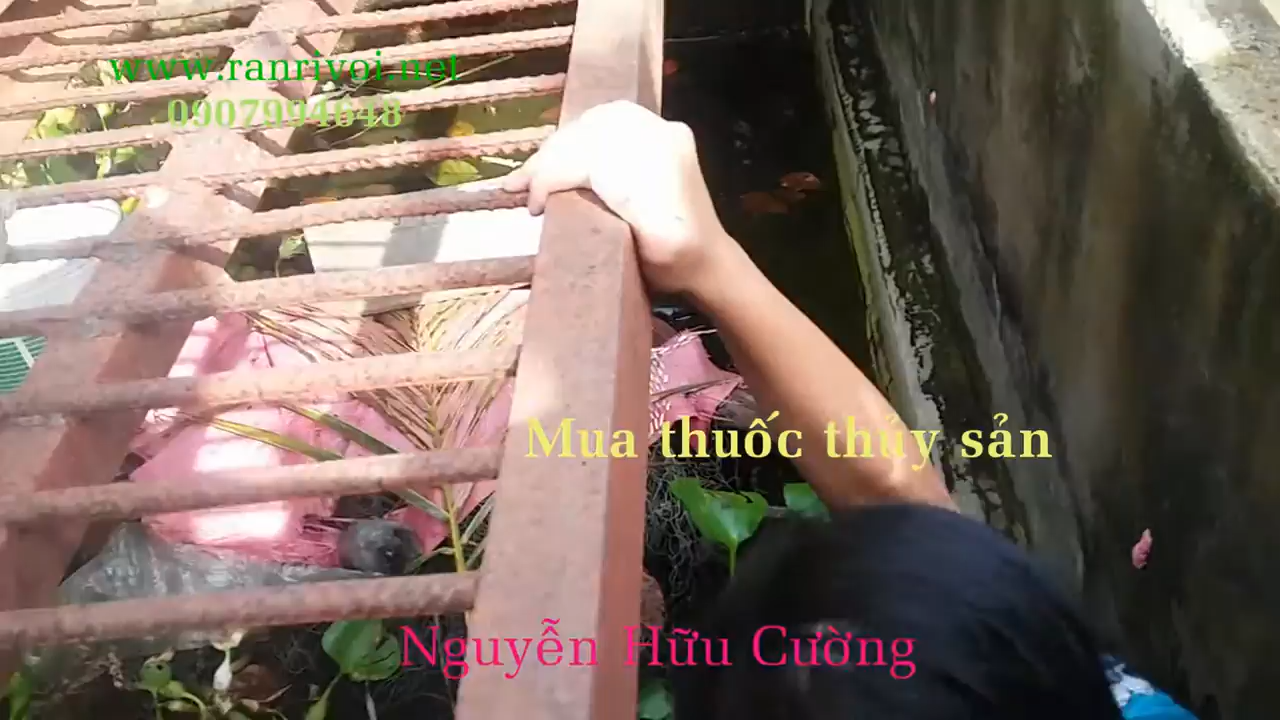 www.ranrivoi.net
0907994648
Mua thuốc thủy sản
Nguyễn Hữu Cường